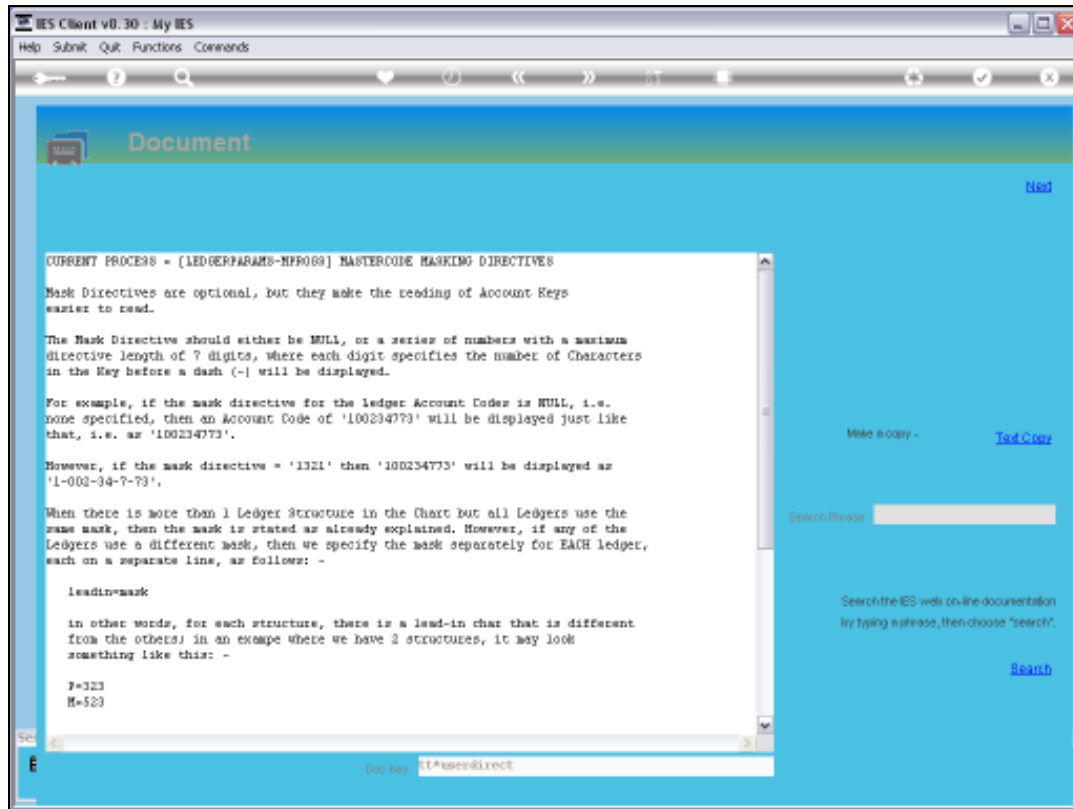 IES Client v8.30 : My IES
Help Submit Quit Functions Commands
Document
Next
CURRENT PROCESS = [LEDGERPARAMS-MPROG9] MASTERCODE MASKING DIRECTIVES
Mask Directives are optional, but they make the reading of Account Keys
easier to read.
The Mask Directive should either be NULL, or a series of numbers with a maximum
directive length of 7 digits, where each digit specifies the number of Characters
in the Key before a dash (-) will be displayed.
For example, if the mask directive for the ledger Account Codes is NULL, i.e.
none specified, then an Account Code of '100234773' will be displayed just like
that, i.e. as '100234773'.
However, if the mask directive = '1321' then '100234773' will be displayed as
'1-002-34-7-73'.
When there is more than 1 Ledger Structure in the Chart but all Ledgers use the
same mask, then the mask is stated as already explained. However, if any of the
Ledgers use a different mask, then we specify the mask separately for EACH ledger,
each on a separate line, as follows: -
leadin=mask
in other words, for each structure, there is a lead-in char that is different
from the others; in an exampe where we have 2 structures, it may look
something like this: -
P=323
M=523
Make a copy -
Text Copy
Search Phrase
Search the IES web on-line documentation
by typing a phrase, then choose "search".
Search
Doc Key tt*userdirect